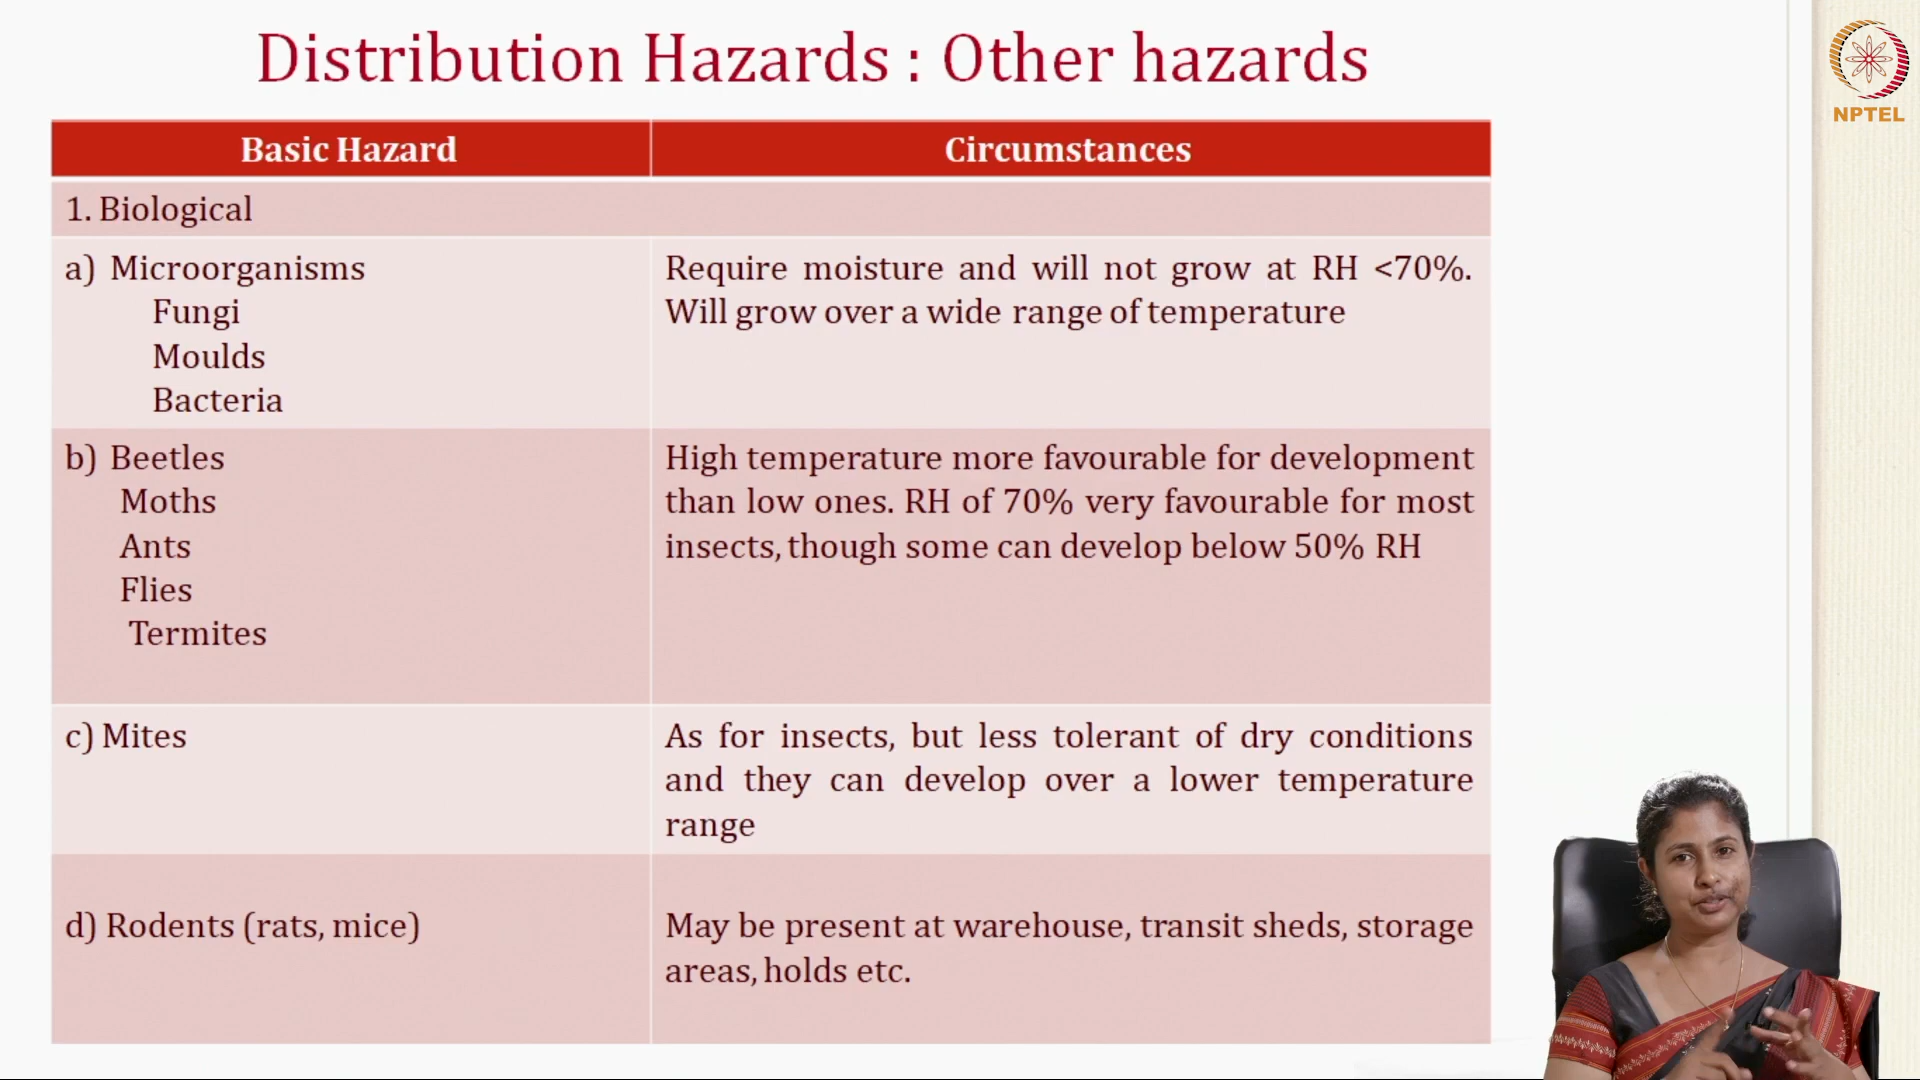 Distribution Hazards : Other hazards
NPTEL
Basic Hazard
Circumstances
1. Biological
a) Microorganisms
Fungi
Moulds
Bacteria
Require moisture and will not grow at RH <70%.
Will grow over a wide range of temperature
b) Beetles
Moths
Ants
Flies
Termites
High temperature more favourable for development
than low ones. RH of 70% very favourable for most
insects, though some can develop below 50% RH
c) Mites
As for insects, but less tolerant of dry conditions
and they can develop over a lower temperature
range
d) Rodents (rats, mice)
May be present at warehouse, transit sheds, storage
areas, holds etc.